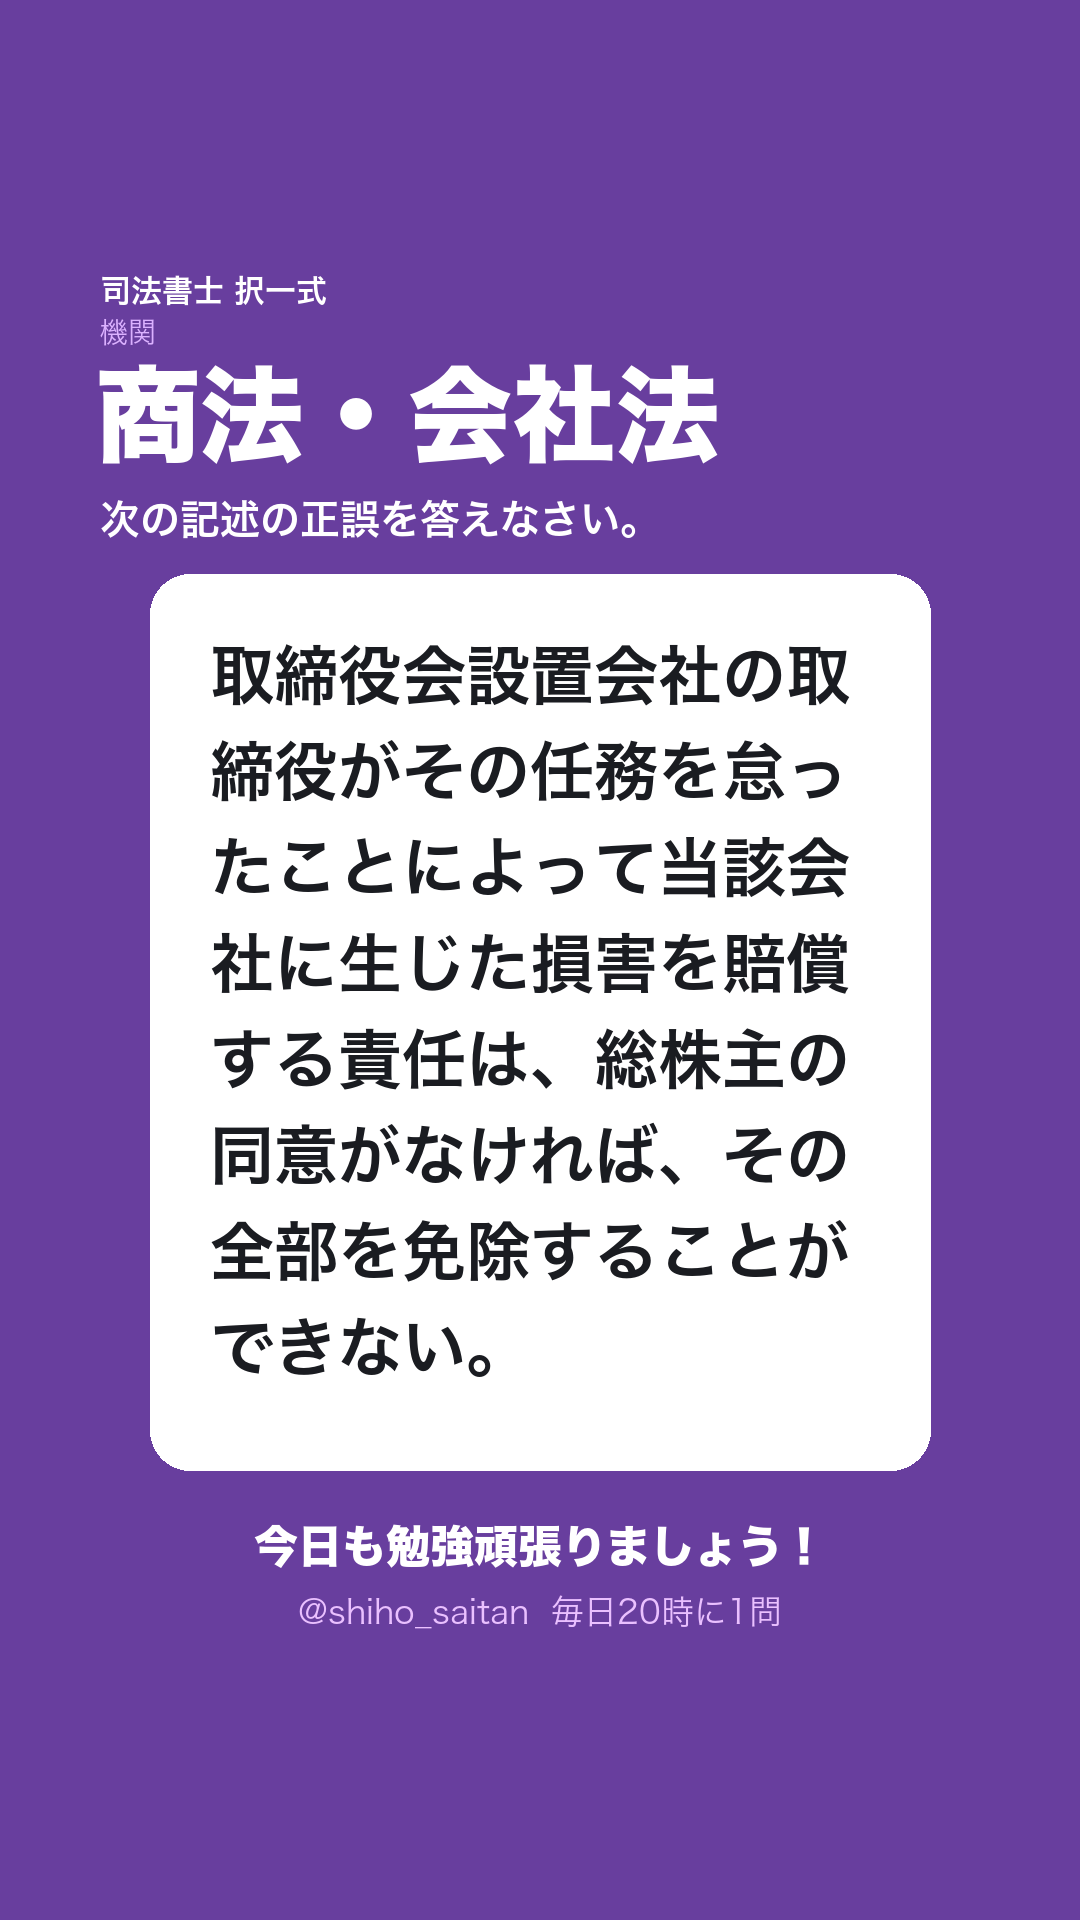 司法書士 択一式
機関
商法・会社法
次の記述の正誤を答えなさい。
取締役会設置会社の取
締役がその任務を怠っ
たことによって当該会
社に生じた損害を賠償
する責任は、総株主の
同意がなければ、その
全部を免除することが
できない。
今日も勉強頑張りましょう！
@shiho_saitan 毎日20時に1問